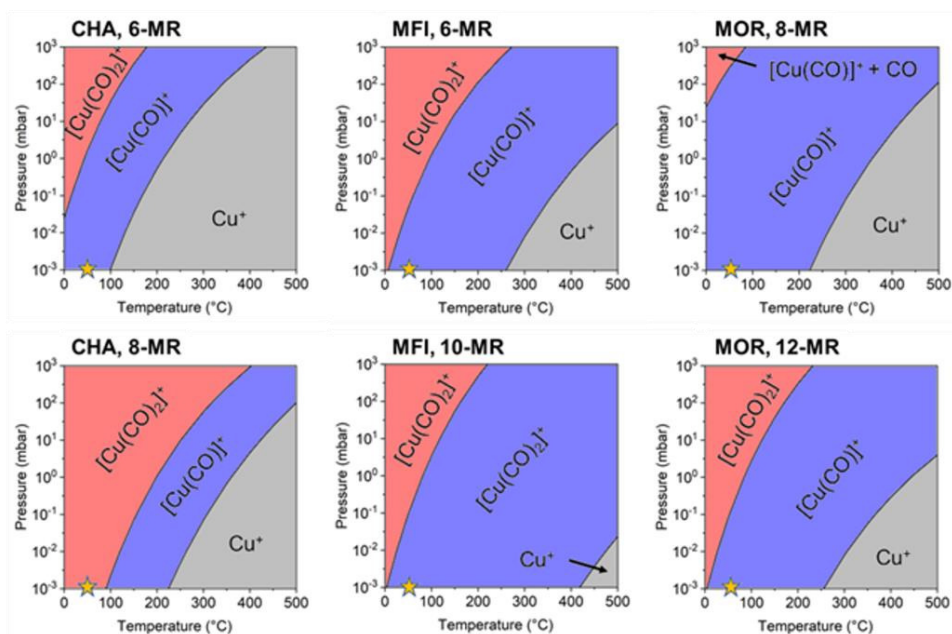 CHA, 6-MR
Pressure (mbar)
10³
10²
10¹
10⁰
10⁻¹
10⁻²
10⁻³
[Cu(CO)₂]⁺
[Cu(CO)]⁺
Cu⁺
0 100 200 300 400 500
Temperature (°C)
MFI, 6-MR
Pressure (mbar)
10³
10²
10¹
10⁰
10⁻¹
10⁻²
10⁻³
[Cu(CO)₂]⁺
[Cu(CO)]⁺
Cu⁺
0 100 200 300 400 500
Temperature (°C)
MOR, 8-MR
Pressure (mbar)
10³
10²
10¹
10⁰
10⁻¹
10⁻²
10⁻³
[Cu(CO)]⁺ + CO
[Cu(CO)]⁺
Cu⁺
0 100 200 300 400 500
Temperature (°C)
CHA, 8-MR
Pressure (mbar)
10³
10²
10¹
10⁰
10⁻¹
10⁻²
10⁻³
[Cu(CO)₂]⁺
[Cu(CO)]⁺
Cu⁺
0 100 200 300 400 500
Temperature (°C)
MFI, 10-MR
Pressure (mbar)
10³
10²
10¹
10⁰
10⁻¹
10⁻²
10⁻³
[Cu(CO)₂]⁺
[Cu(CO)₂]⁺
Cu⁺
0 100 200 300 400 500
Temperature (°C)
MOR, 12-MR
Pressure (mbar)
10³
10²
10¹
10⁰
10⁻¹
10⁻²
10⁻³
[Cu(CO)₂]⁺
[Cu(CO)]⁺
Cu⁺
0 100 200 300 400 500
Temperature (°C)